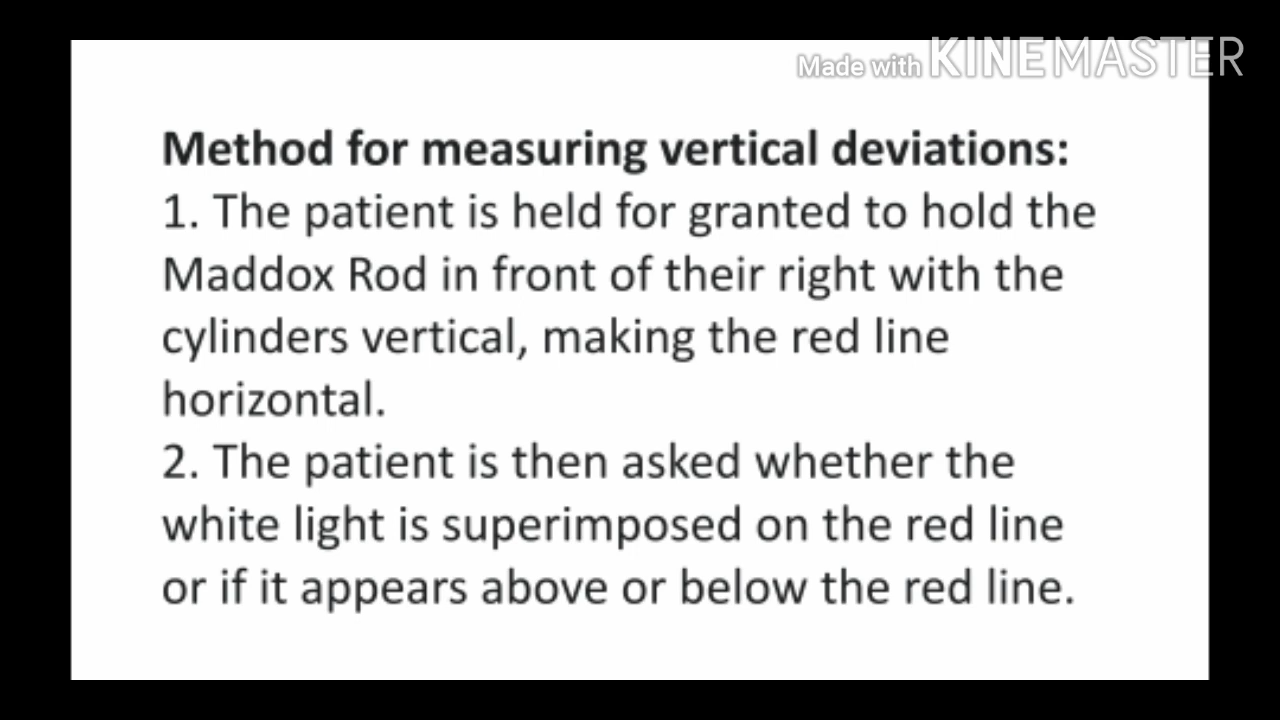 Made with KINEMASTER
Method for measuring vertical deviations:
1. The patient is held for granted to hold the
Maddox Rod in front of their right with the
cylinders vertical, making the red line
horizontal.
2. The patient is then asked whether the
white light is superimposed on the red line
or if it appears above or below the red line.